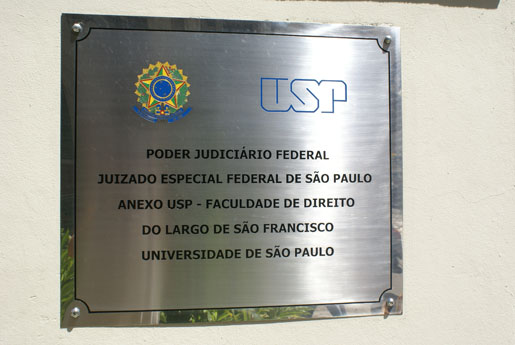 USP
PODER JUDICIÁRIO FEDERAL
JUIZADO ESPECIAL FEDERAL DE SÃO PAULO
ANEXO USP - FACULDADE DE DIREITO
DO LARGO DE SÃO FRANCISCO
UNIVERSIDADE DE SÃO PAULO